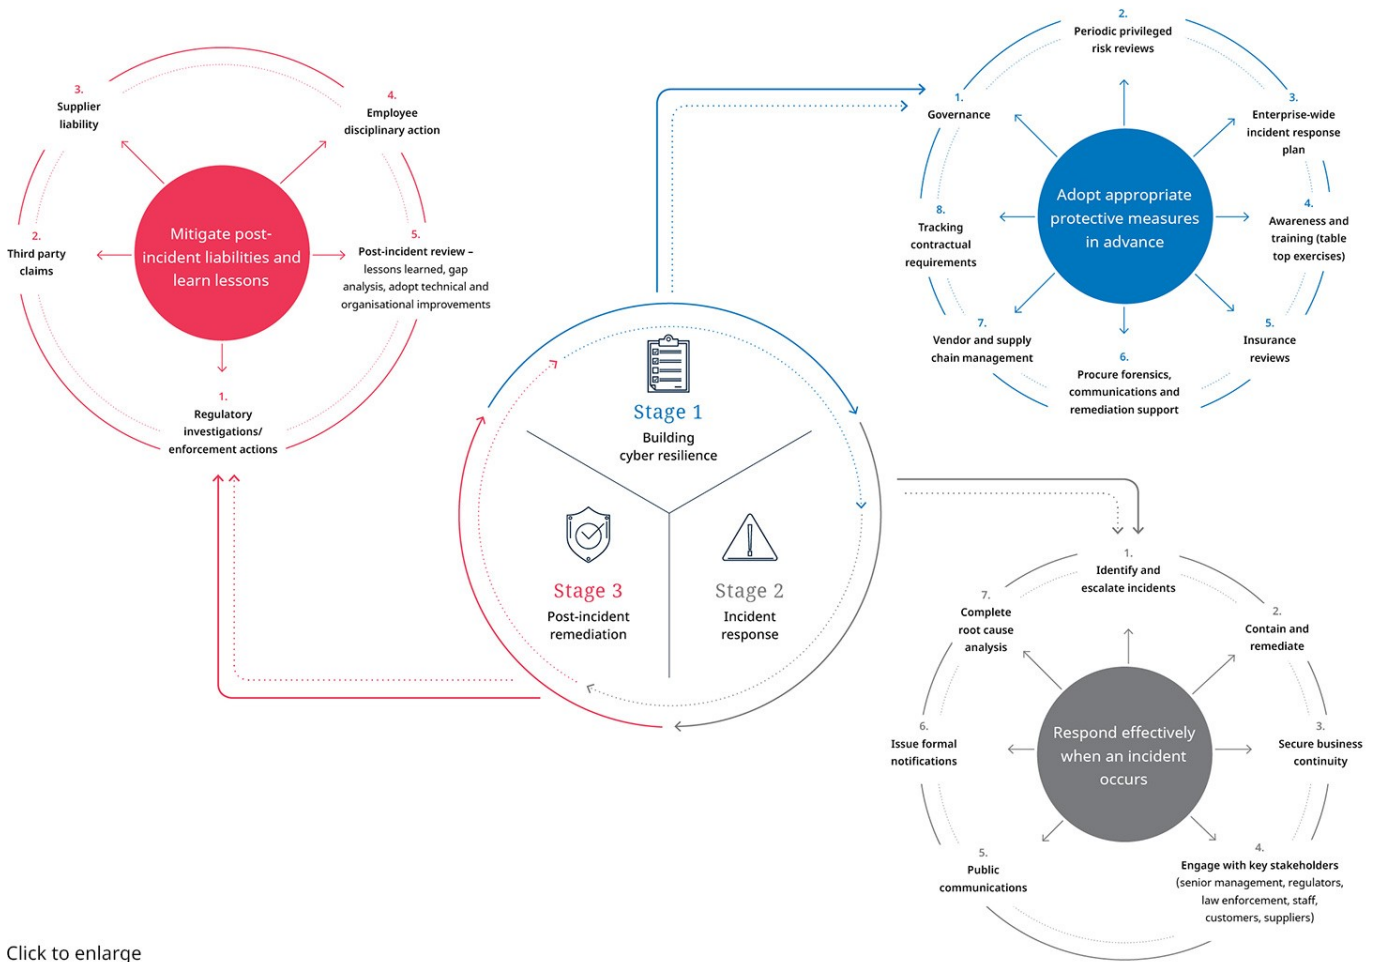 3.
Supplier
liability
4.
Employee
disciplinary action
2.
Third party
claims
Mitigate post-
incident liabilities and
learn lessons
5.
Post-incident review –
lessons learned, gap
analysis, adopt technical and
organisational improvements
1.
Regulatory
investigations/
enforcement actions
Stage 1
Building
cyber resilience
Stage 3
Post-incident
remediation
Stage 2
Incident
response
2.
Periodic privileged
risk reviews
1.
Governance
3.
Enterprise-wide
incident response
plan
Adopt appropriate
protective measures
in advance
8.
Tracking
contractual
requirements
4.
Awareness and
training (table
top exercises)
7.
Vendor and supply
chain management
5.
Insurance
reviews
6.
Procure forensics,
communications and
remediation support
1.
Identify and
escalate incidents
7.
Complete
root cause
analysis
2.
Contain and
remediate
6.
Issue formal
notifications
Respond effectively
when an incident
occurs
3.
Secure business
continuity
5.
Public
communications
4.
Engage with key stakeholders
(senior management, regulators,
law enforcement, staff,
customers, suppliers)
Click to enlarge